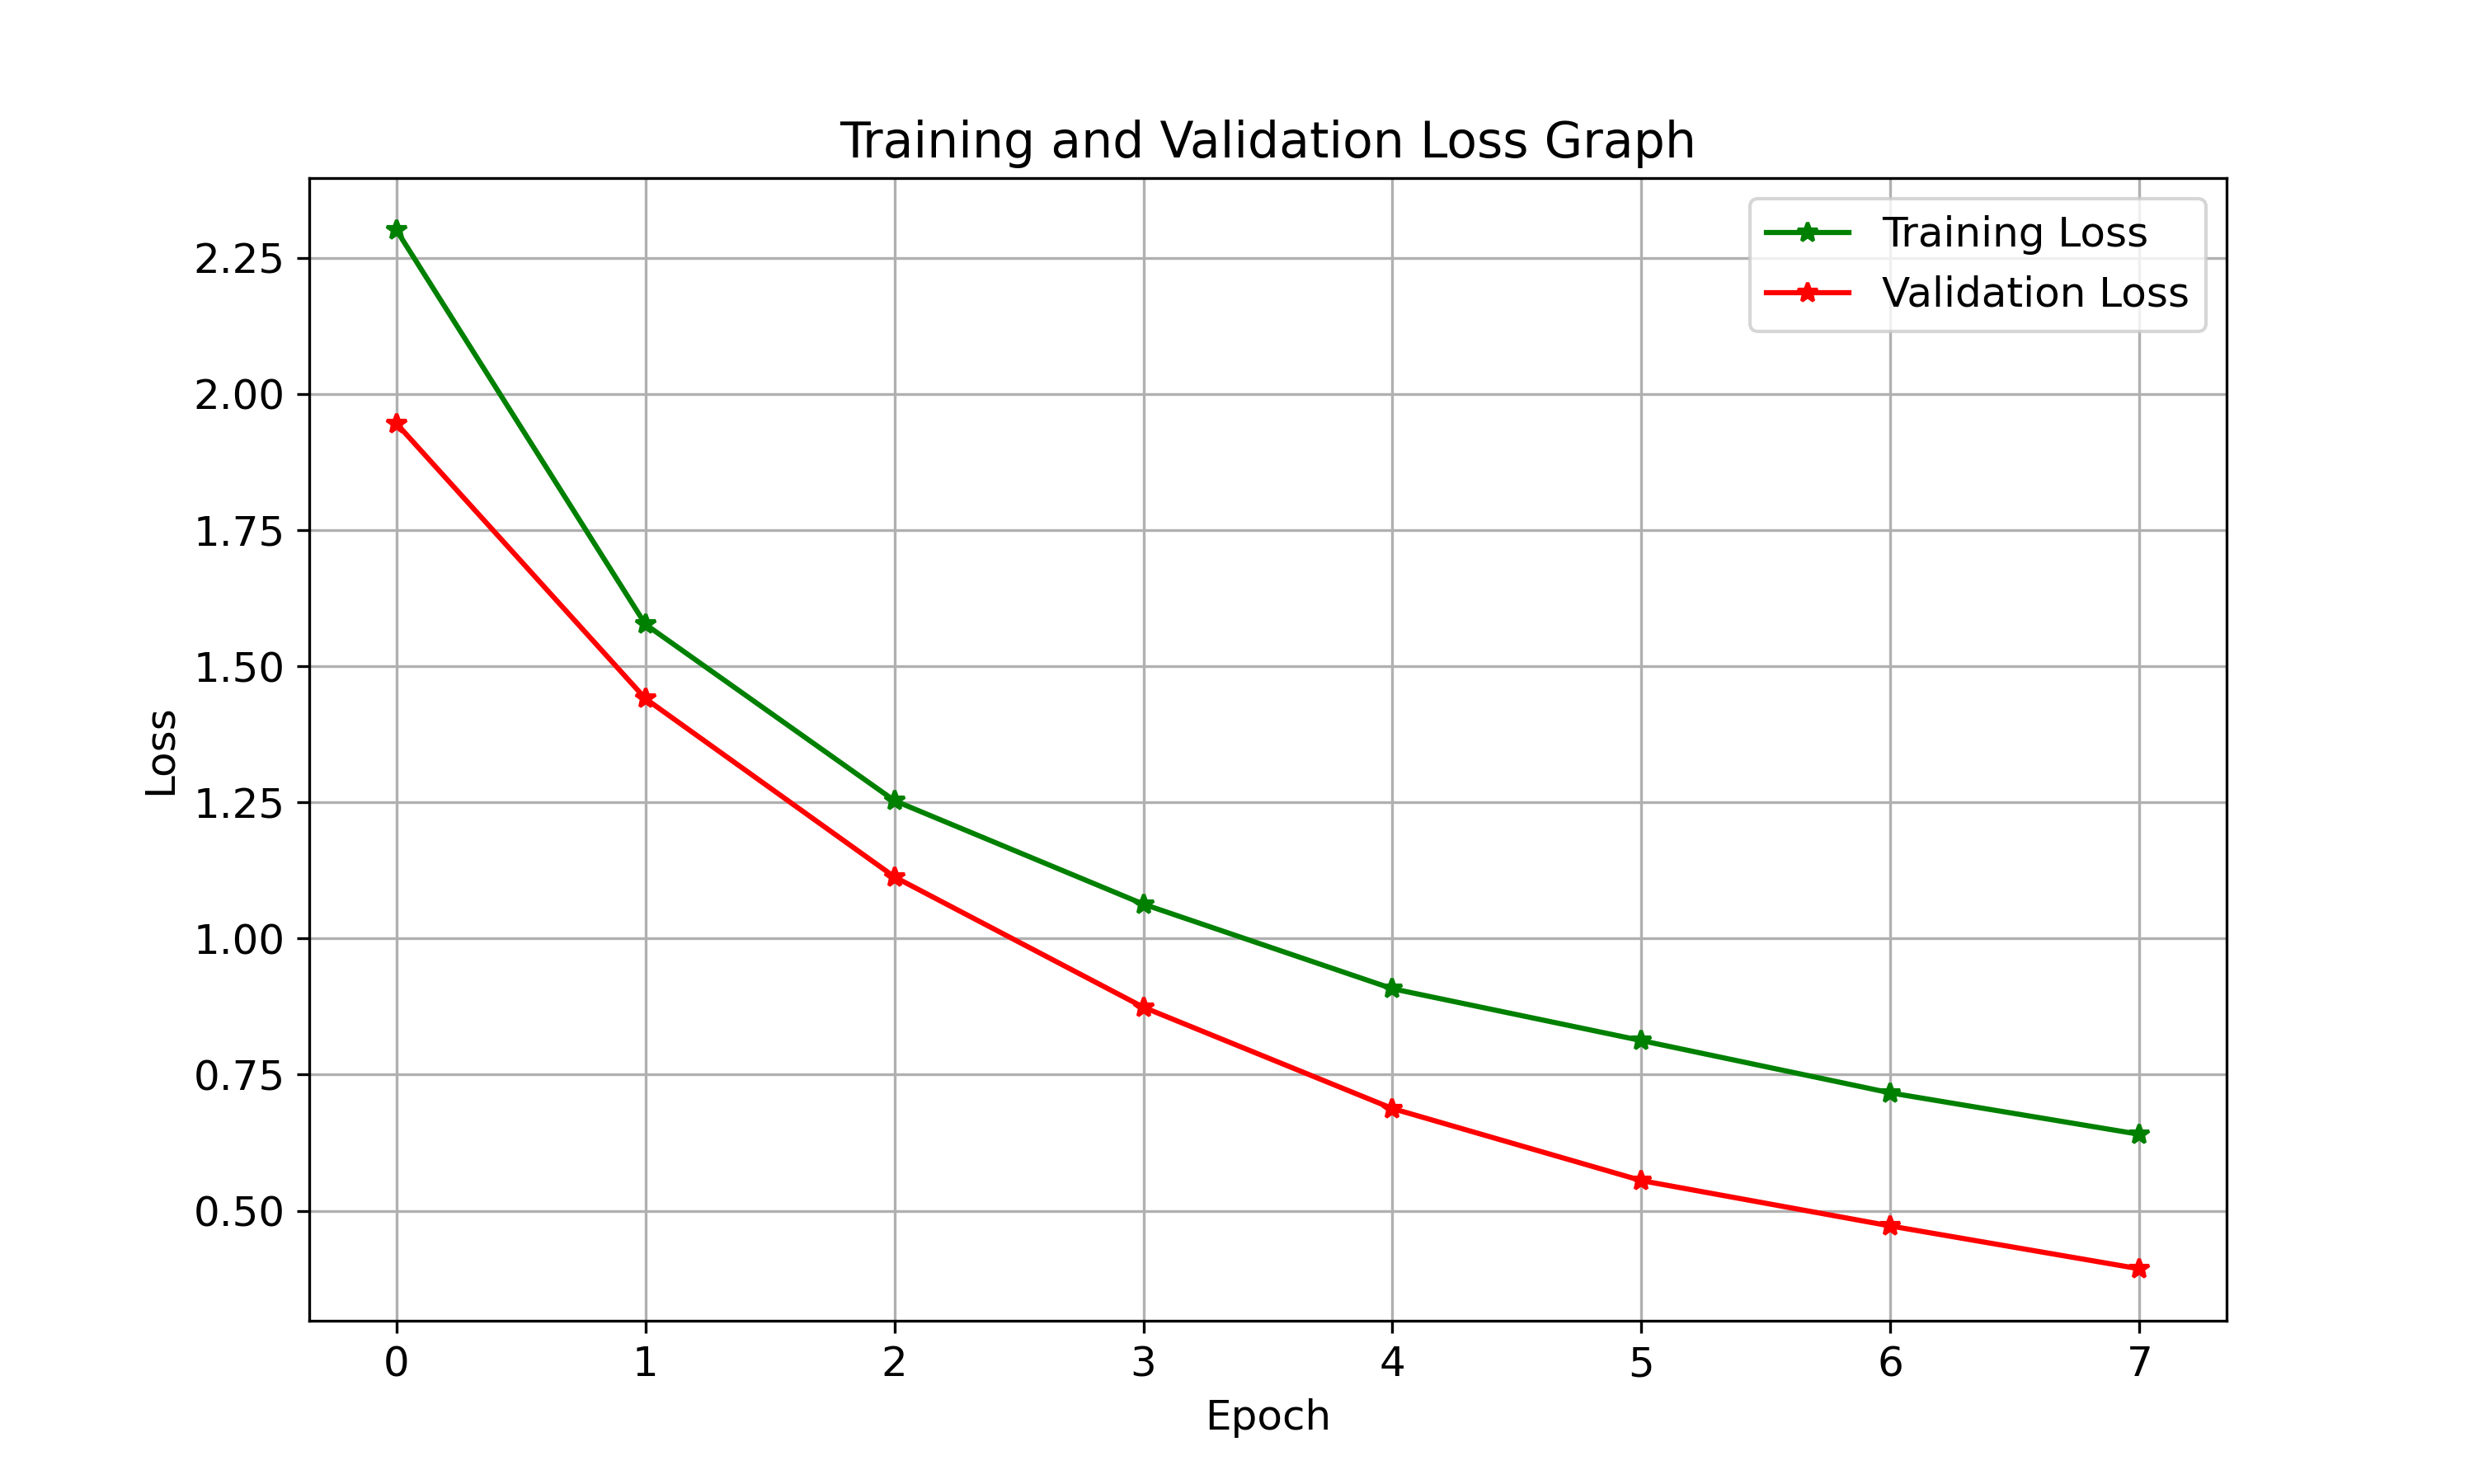 Training and Validation Loss Graph
Training Loss
Validation Loss
2.25
2.00
1.75
1.50
1.25
1.00
0.75
0.50
Loss
0 1 2 3 4 5 6 7
Epoch